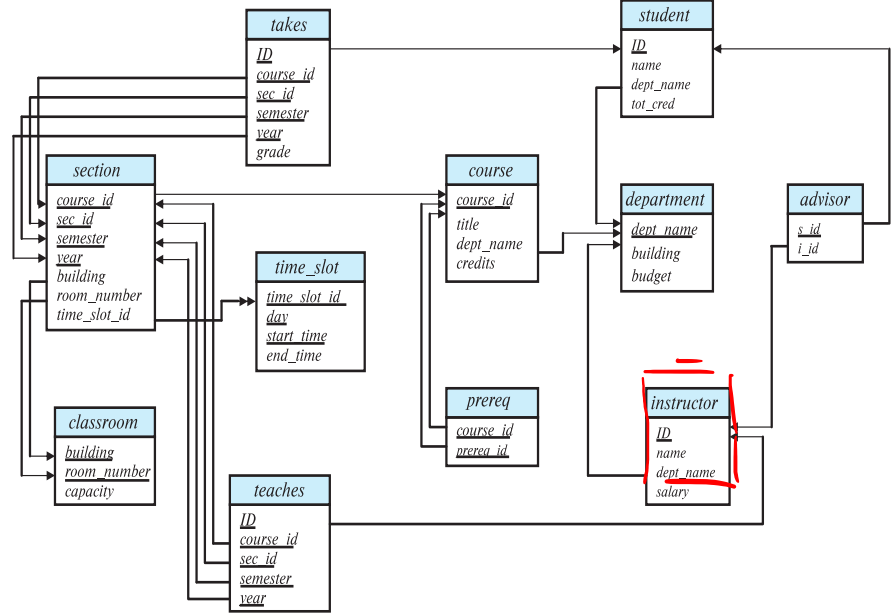 takes
ID
course_id
sec_id
semester
year
grade
student
ID
name
dept_name
tot_cred
section
course_id
sec_id
semester
year
building
room_number
time_slot_id
course
course_id
title
dept_name
credits
department
dept_name
building
budget
advisor
s_id
i_id
time_slot
time_slot_id
day
start_time
end_time
prereq
course_id
prereq_id
instructor
ID
name
dept_name
salary
classroom
building
room_number
capacity
teaches
ID
course_id
sec_id
semester
year